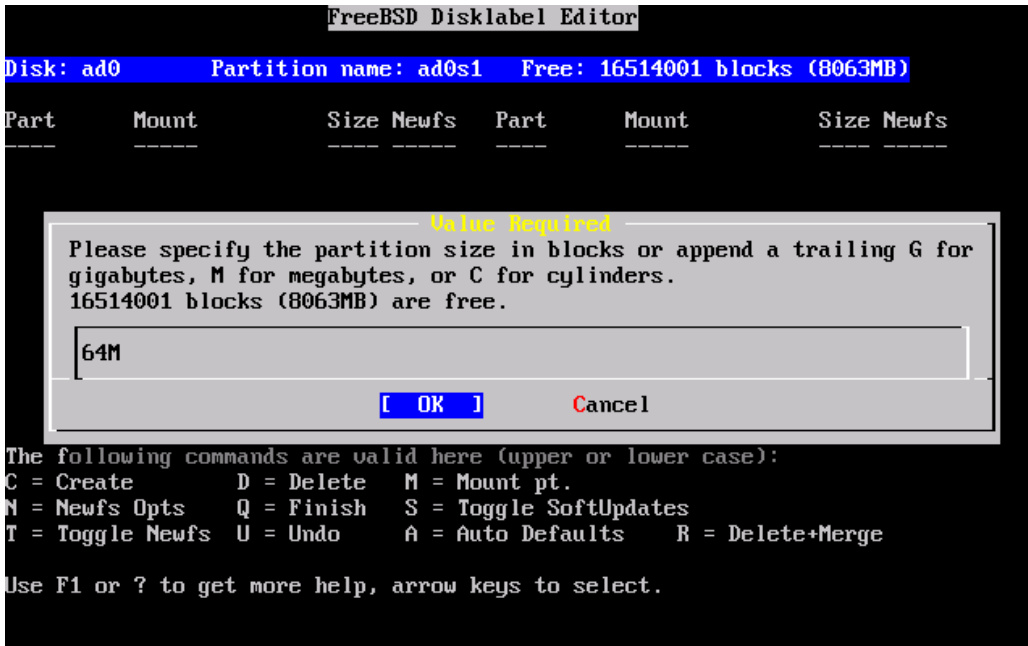 FreeBSD Disklabel Editor
Disk: ad0 Partition name: ad0s1 Free: 16514001 blocks (8063MB)
Part Mount Size Newfs Part Mount Size Newfs
---- ----- ---- ----- ---- ----- ---- -----
Value Required
Please specify the partition size in blocks or append a trailing G for
gigabytes, M for megabytes, or C for cylinders.
16514001 blocks (8063MB) are free.
64M
[ OK ] Cancel
The following commands are valid here (upper or lower case):
C = Create D = Delete M = Mount pt.
N = Newfs Opts Q = Finish S = Toggle SoftUpdates
T = Toggle Newfs U = Undo A = Auto Defaults R = Delete+Merge
Use F1 or ? to get more help, arrow keys to select.